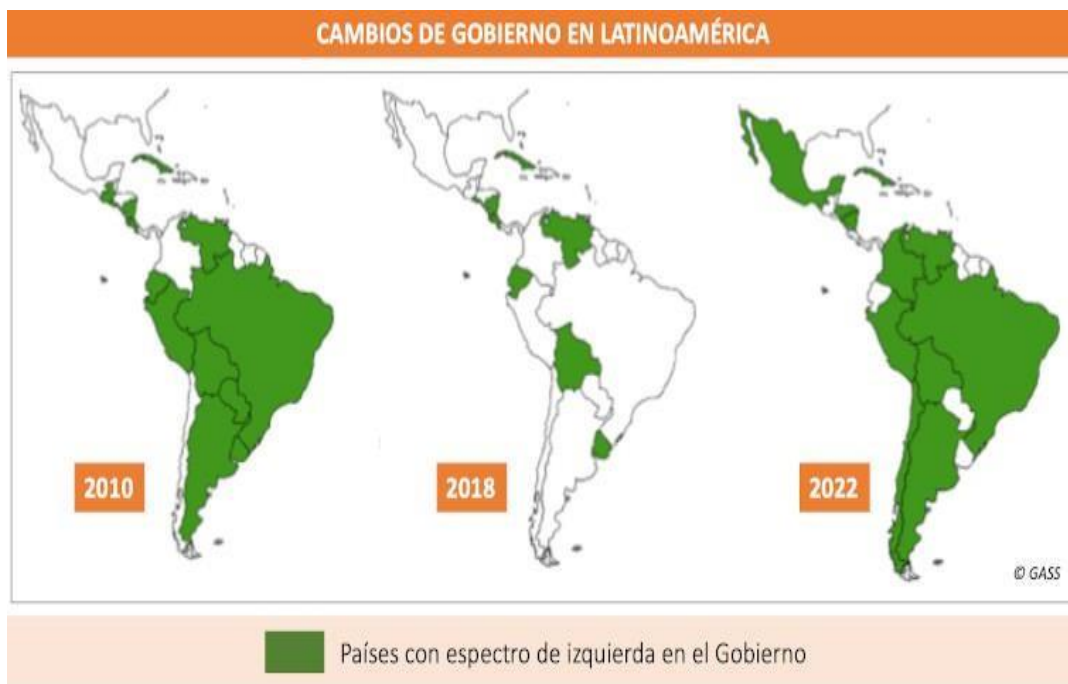 CAMBIOS DE GOBIERNO EN LATINOAMÉRICA
2010
2018
2022
© GASS
Países con espectro de izquierda en el Gobierno